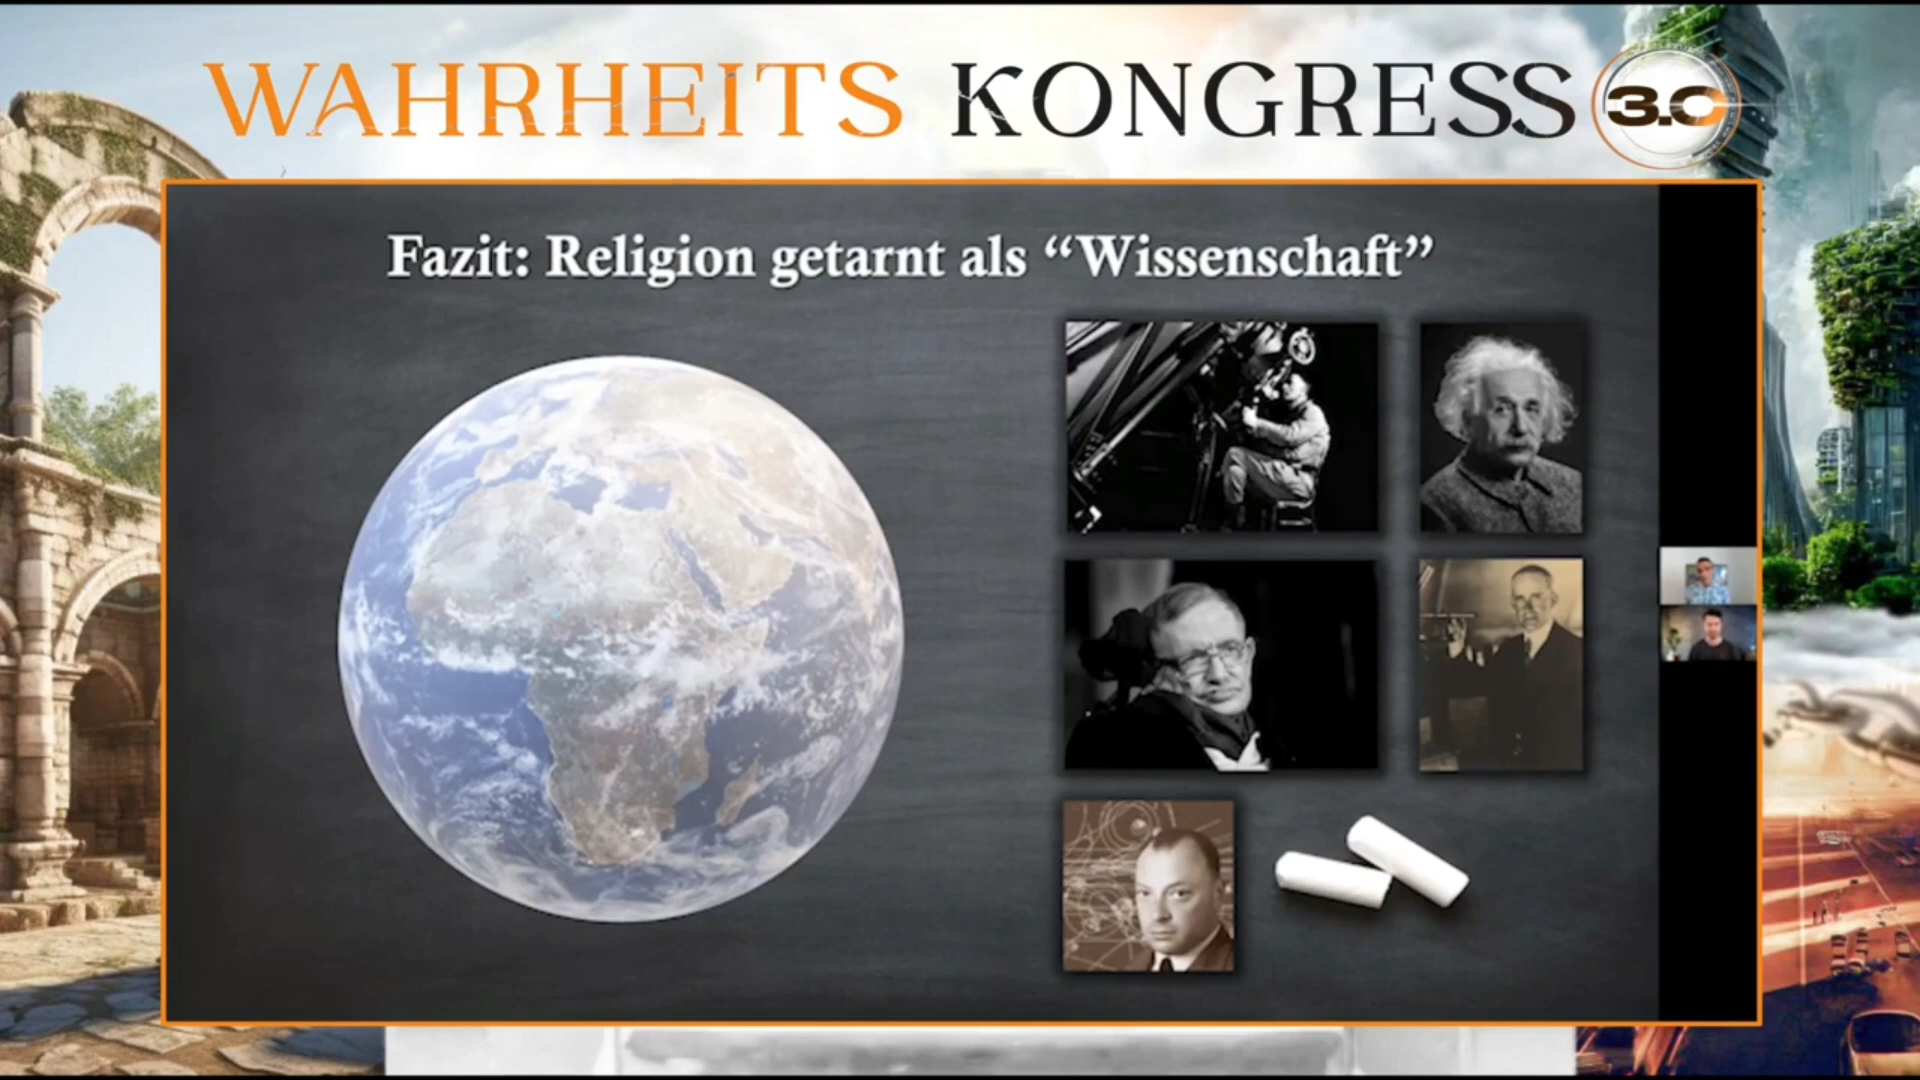 WAHRHEITS KONGRESS 3.0
Fazit: Religion getarnt als “Wissenschaft”